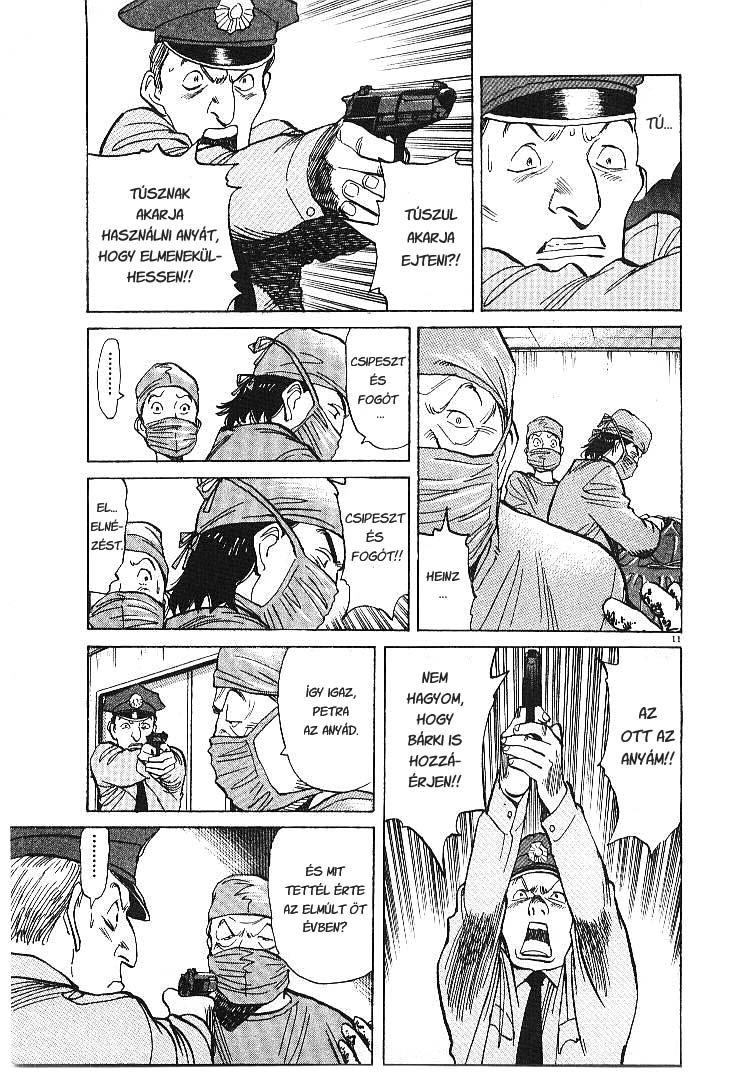 TÚ...
TÚSZUL
AKARJA
EJTENI?!
TÚSZNAK
AKARJA
HASZNÁLNI ANYÁT,
HOGY ELMENEKÜL-
HESSEN!!
HEINZ
...
CSIPESZT
ÉS
FOGÓT
...
........
CSIPESZT
ÉS
FOGÓT!!
EL...
ELNÉ-
ZÉST.
11
AZ
OTT AZ
ANYÁM!!
NEM
HAGYOM,
HOGY
BÁRKI IS
HOZZÁ-
ÉRJEN!!
ÍGY IGAZ,
PETRA
AZ ANYÁD.
ÉS MIT
TETTÉL ÉRTE
AZ ELMÚLT ÖT
ÉVBEN?
........